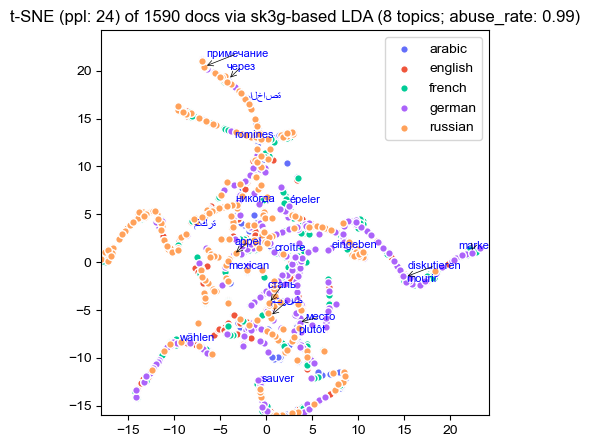 t-SNE (ppl: 24) of 1590 docs via sk3g-based LDA (8 topics; abuse_rate: 0.99)
arabic
english
french
german
russian
примечание
через
الخاصة
romines
никогда
épeler
تذكرة
appel
croître
eingeben
market
mexican
diskutieren
mourir
стать
место
plutôt
wählen
sauver
20
15
10
5
0
−5
−10
−15
−15
−10
−5
0
5
10
15
20